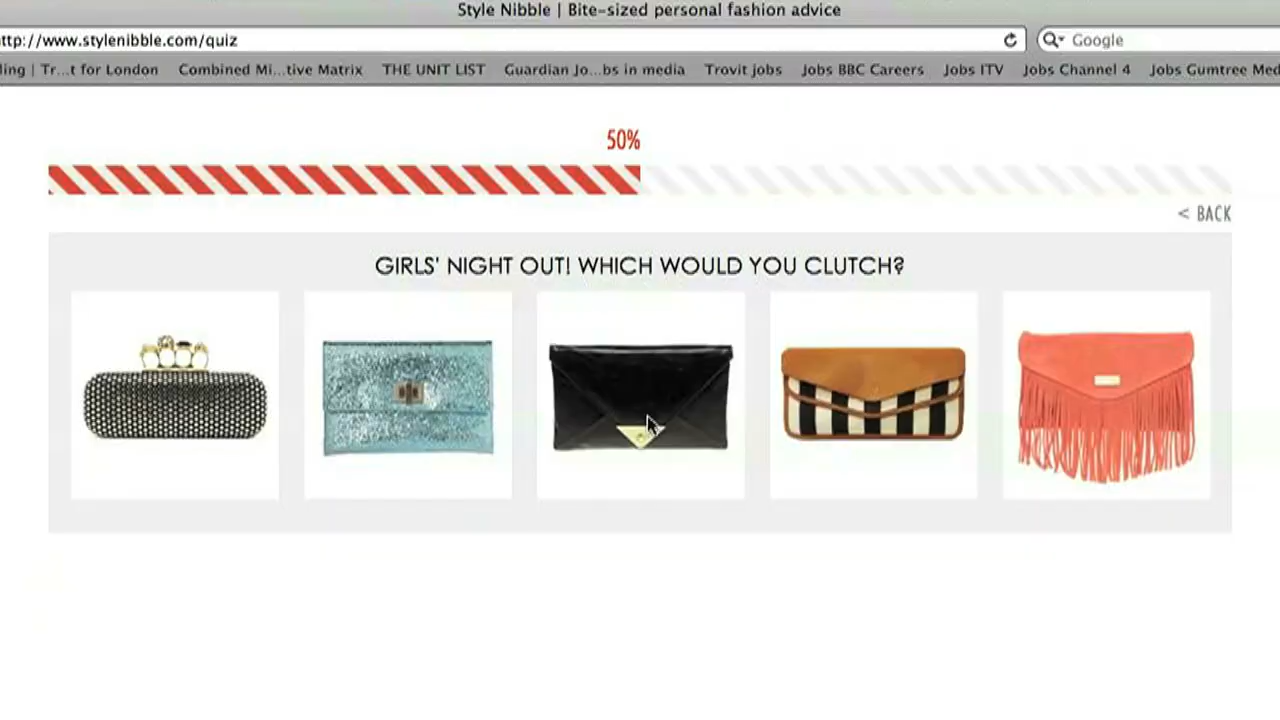 Style Nibble | Bite-sized personal fashion advice
ttp://www.stylenibble.com/quiz
Google
ling | Tr...t for London Combined Mi...tive Matrix THE UNIT LIST Guardian Jo...bs in media Trovit jobs Jobs BBC Careers Jobs ITV Jobs Channel 4 Jobs Gumtree Med
50%
< BACK
GIRLS' NIGHT OUT! WHICH WOULD YOU CLUTCH?